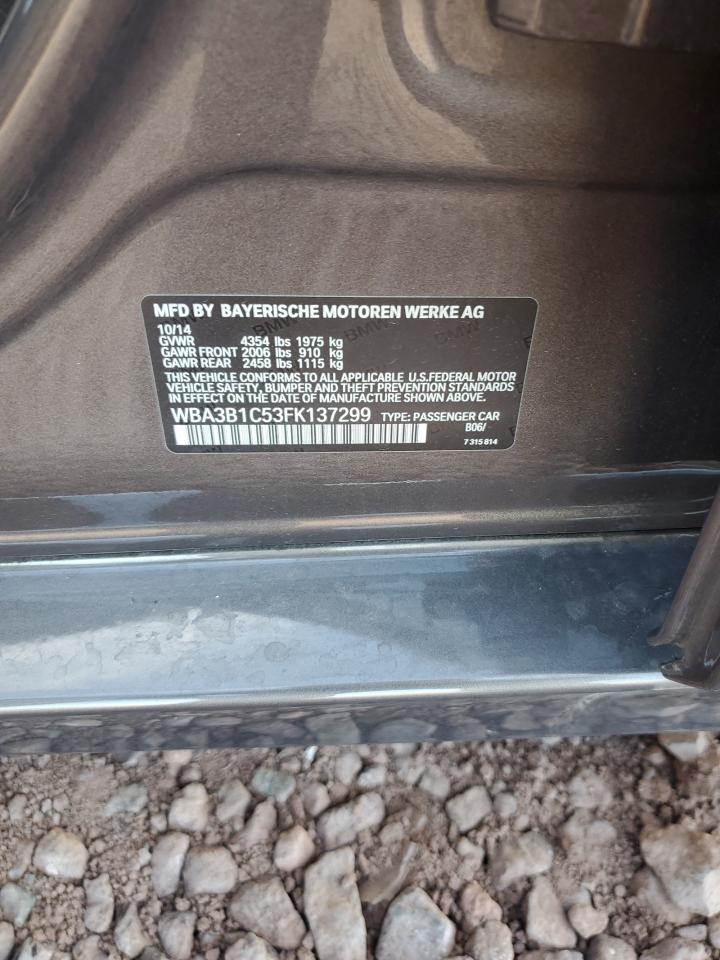 MFD BY BAYERISCHE MOTOREN WERKE AG
10/14
GVWR 4354 lbs 1975 kg
GAWR FRONT 2006 lbs 910 kg
GAWR REAR 2458 lbs 1115 kg
THIS VEHICLE CONFORMS TO ALL APPLICABLE U.S.FEDERAL MOTOR
VEHICLE SAFETY, BUMPER AND THEFT PREVENTION STANDARDS
IN EFFECT ON THE DATE OF MANUFACTURE SHOWN ABOVE.
WBA3B1C53FK137299 TYPE: PASSENGER CAR
B06/
7 315 814